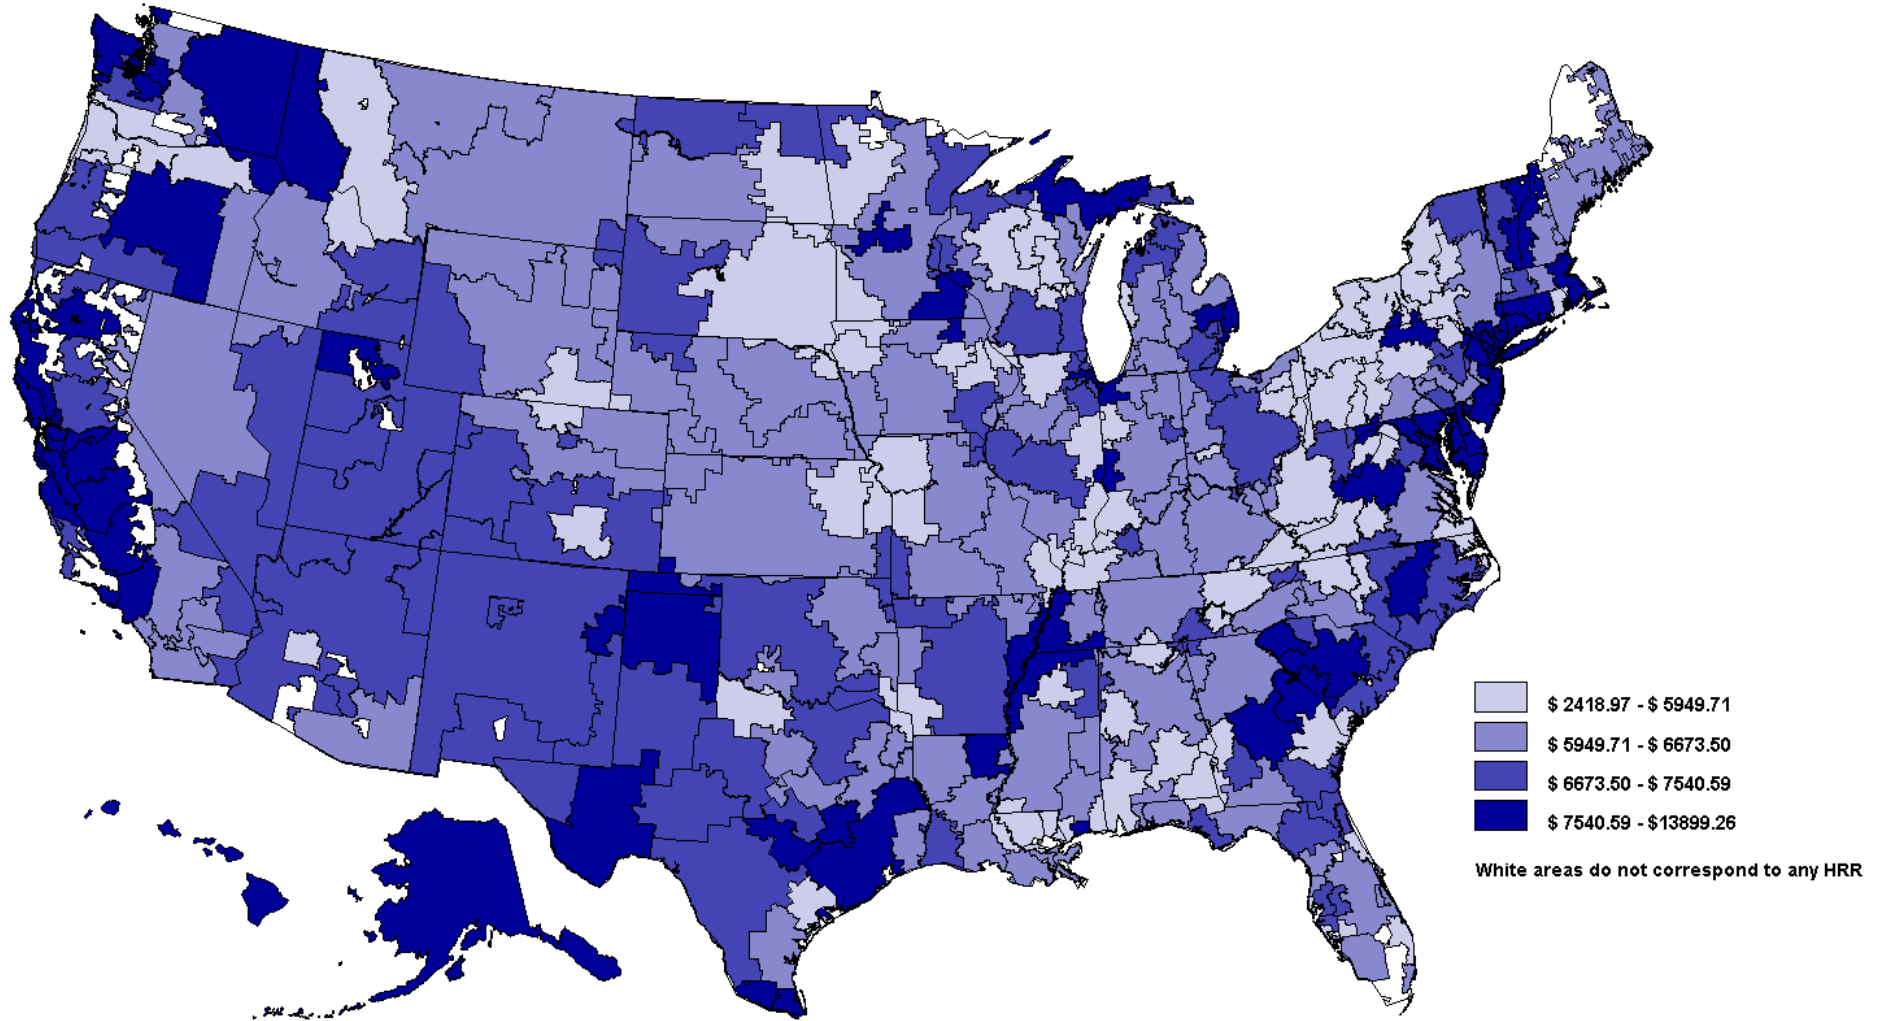 $ 2418.97 - $ 5949.71
$ 5949.71 - $ 6673.50
$ 6673.50 - $ 7540.59
$ 7540.59 - $13899.26
White areas do not correspond to any HRR